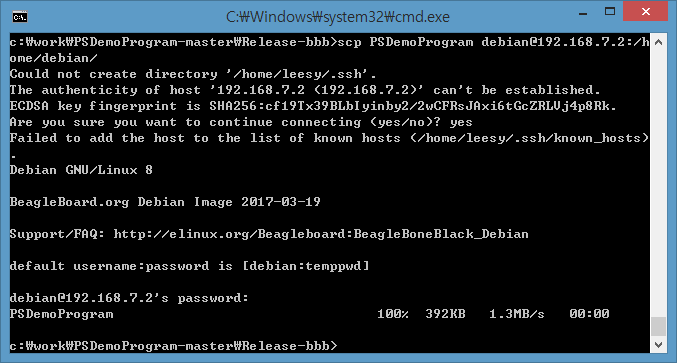 C:\Windows\system32\cmd.exe
c:₩work₩PSDemoProgram-master₩Release-bbb>scp PSDemoProgram debian@192.168.7.2:/h
ome/debian/
Could not create directory '/home/leesy/.ssh'.
The authenticity of host '192.168.7.2 (192.168.7.2)' can't be established.
ECDSA key fingerprint is SHA256:cf19Tx39BLbIyinby2/2wCFRsJAxi6tGcZRLVj4p8Rk.
Are you sure you want to continue connecting (yes/no)? yes
Failed to add the host to the list of known hosts (/home/leesy/.ssh/known_hosts)
.
Debian GNU/Linux 8
BeagleBoard.org Debian Image 2017-03-19
Support/FAQ: http://elinux.org/Beagleboard:BeagleBoneBlack_Debian
default username:password is [debian:temppwd]
debian@192.168.7.2's password:
PSDemoProgram 100% 392KB 1.3MB/s 00:00
c:₩work₩PSDemoProgram-master₩Release-bbb>